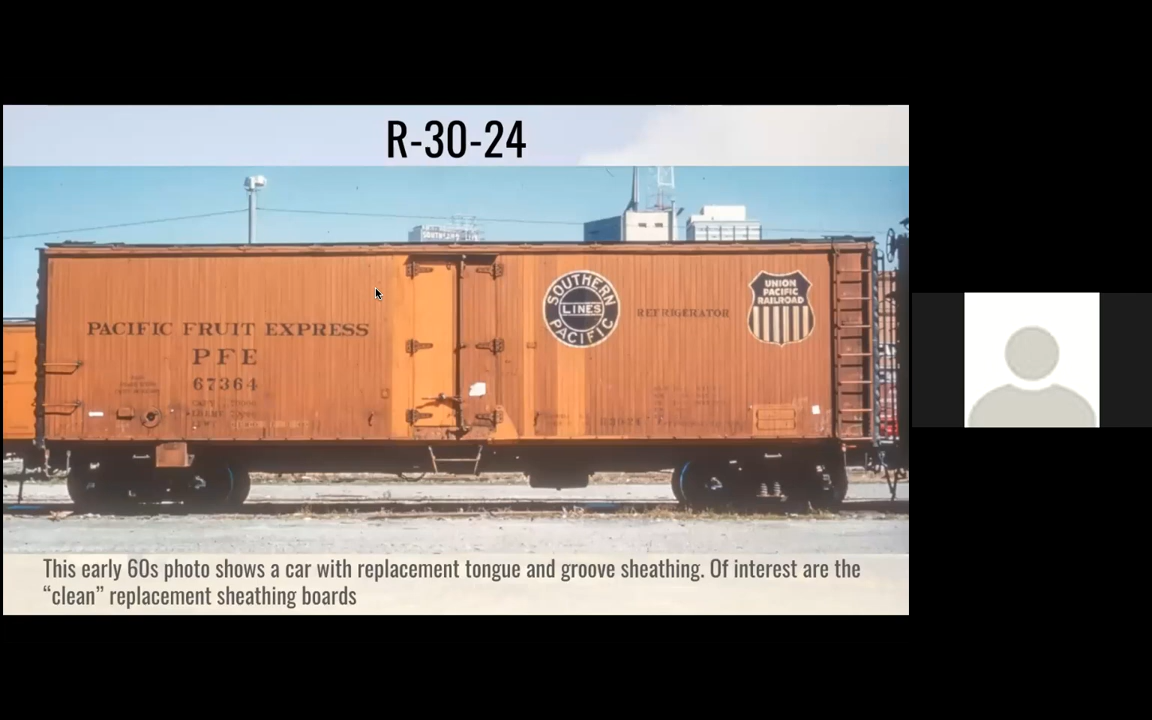 R-30-24
SOUTHERN
LINES
PACIFIC
UNION
PACIFIC
RAILROAD
REFRIGERATOR
PACIFIC FRUIT EXPRESS
PFE
67364
This early 60s photo shows a car with replacement tongue and groove sheathing. Of interest are the
“clean” replacement sheathing boards